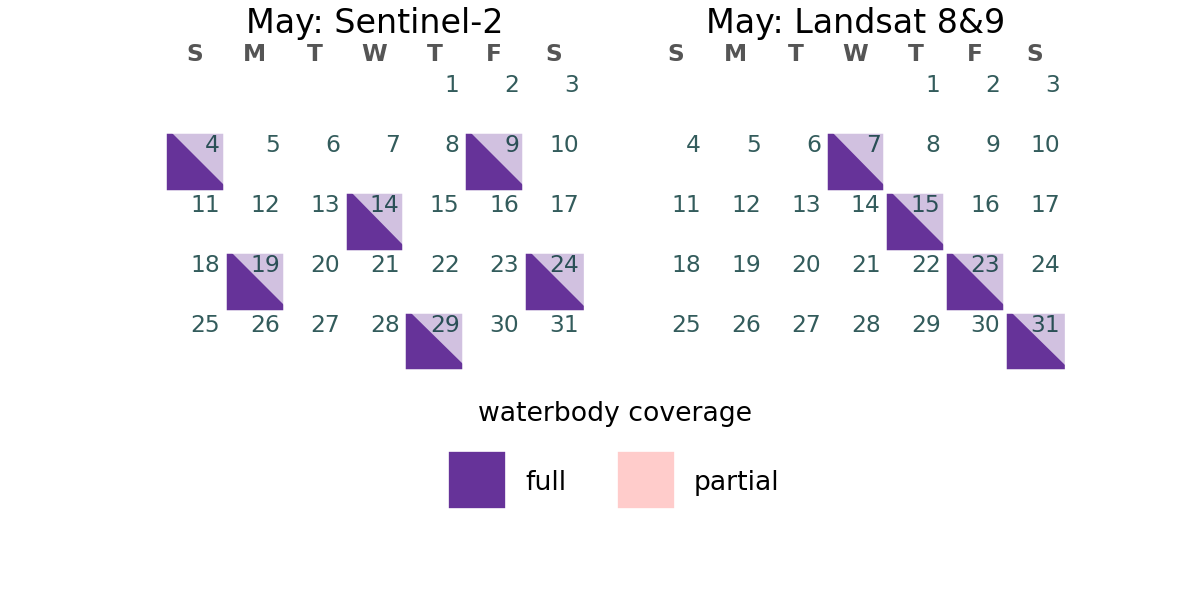 May: Sentinel-2
S M T W T F S
1 2 3
4 5 6 7 8 9 10
11 12 13 14 15 16 17
18 19 20 21 22 23 24
25 26 27 28 29 30 31
May: Landsat 8&9
S M T W T F S
1 2 3
4 5 6 7 8 9 10
11 12 13 14 15 16 17
18 19 20 21 22 23 24
25 26 27 28 29 30 31
waterbody coverage
full partial